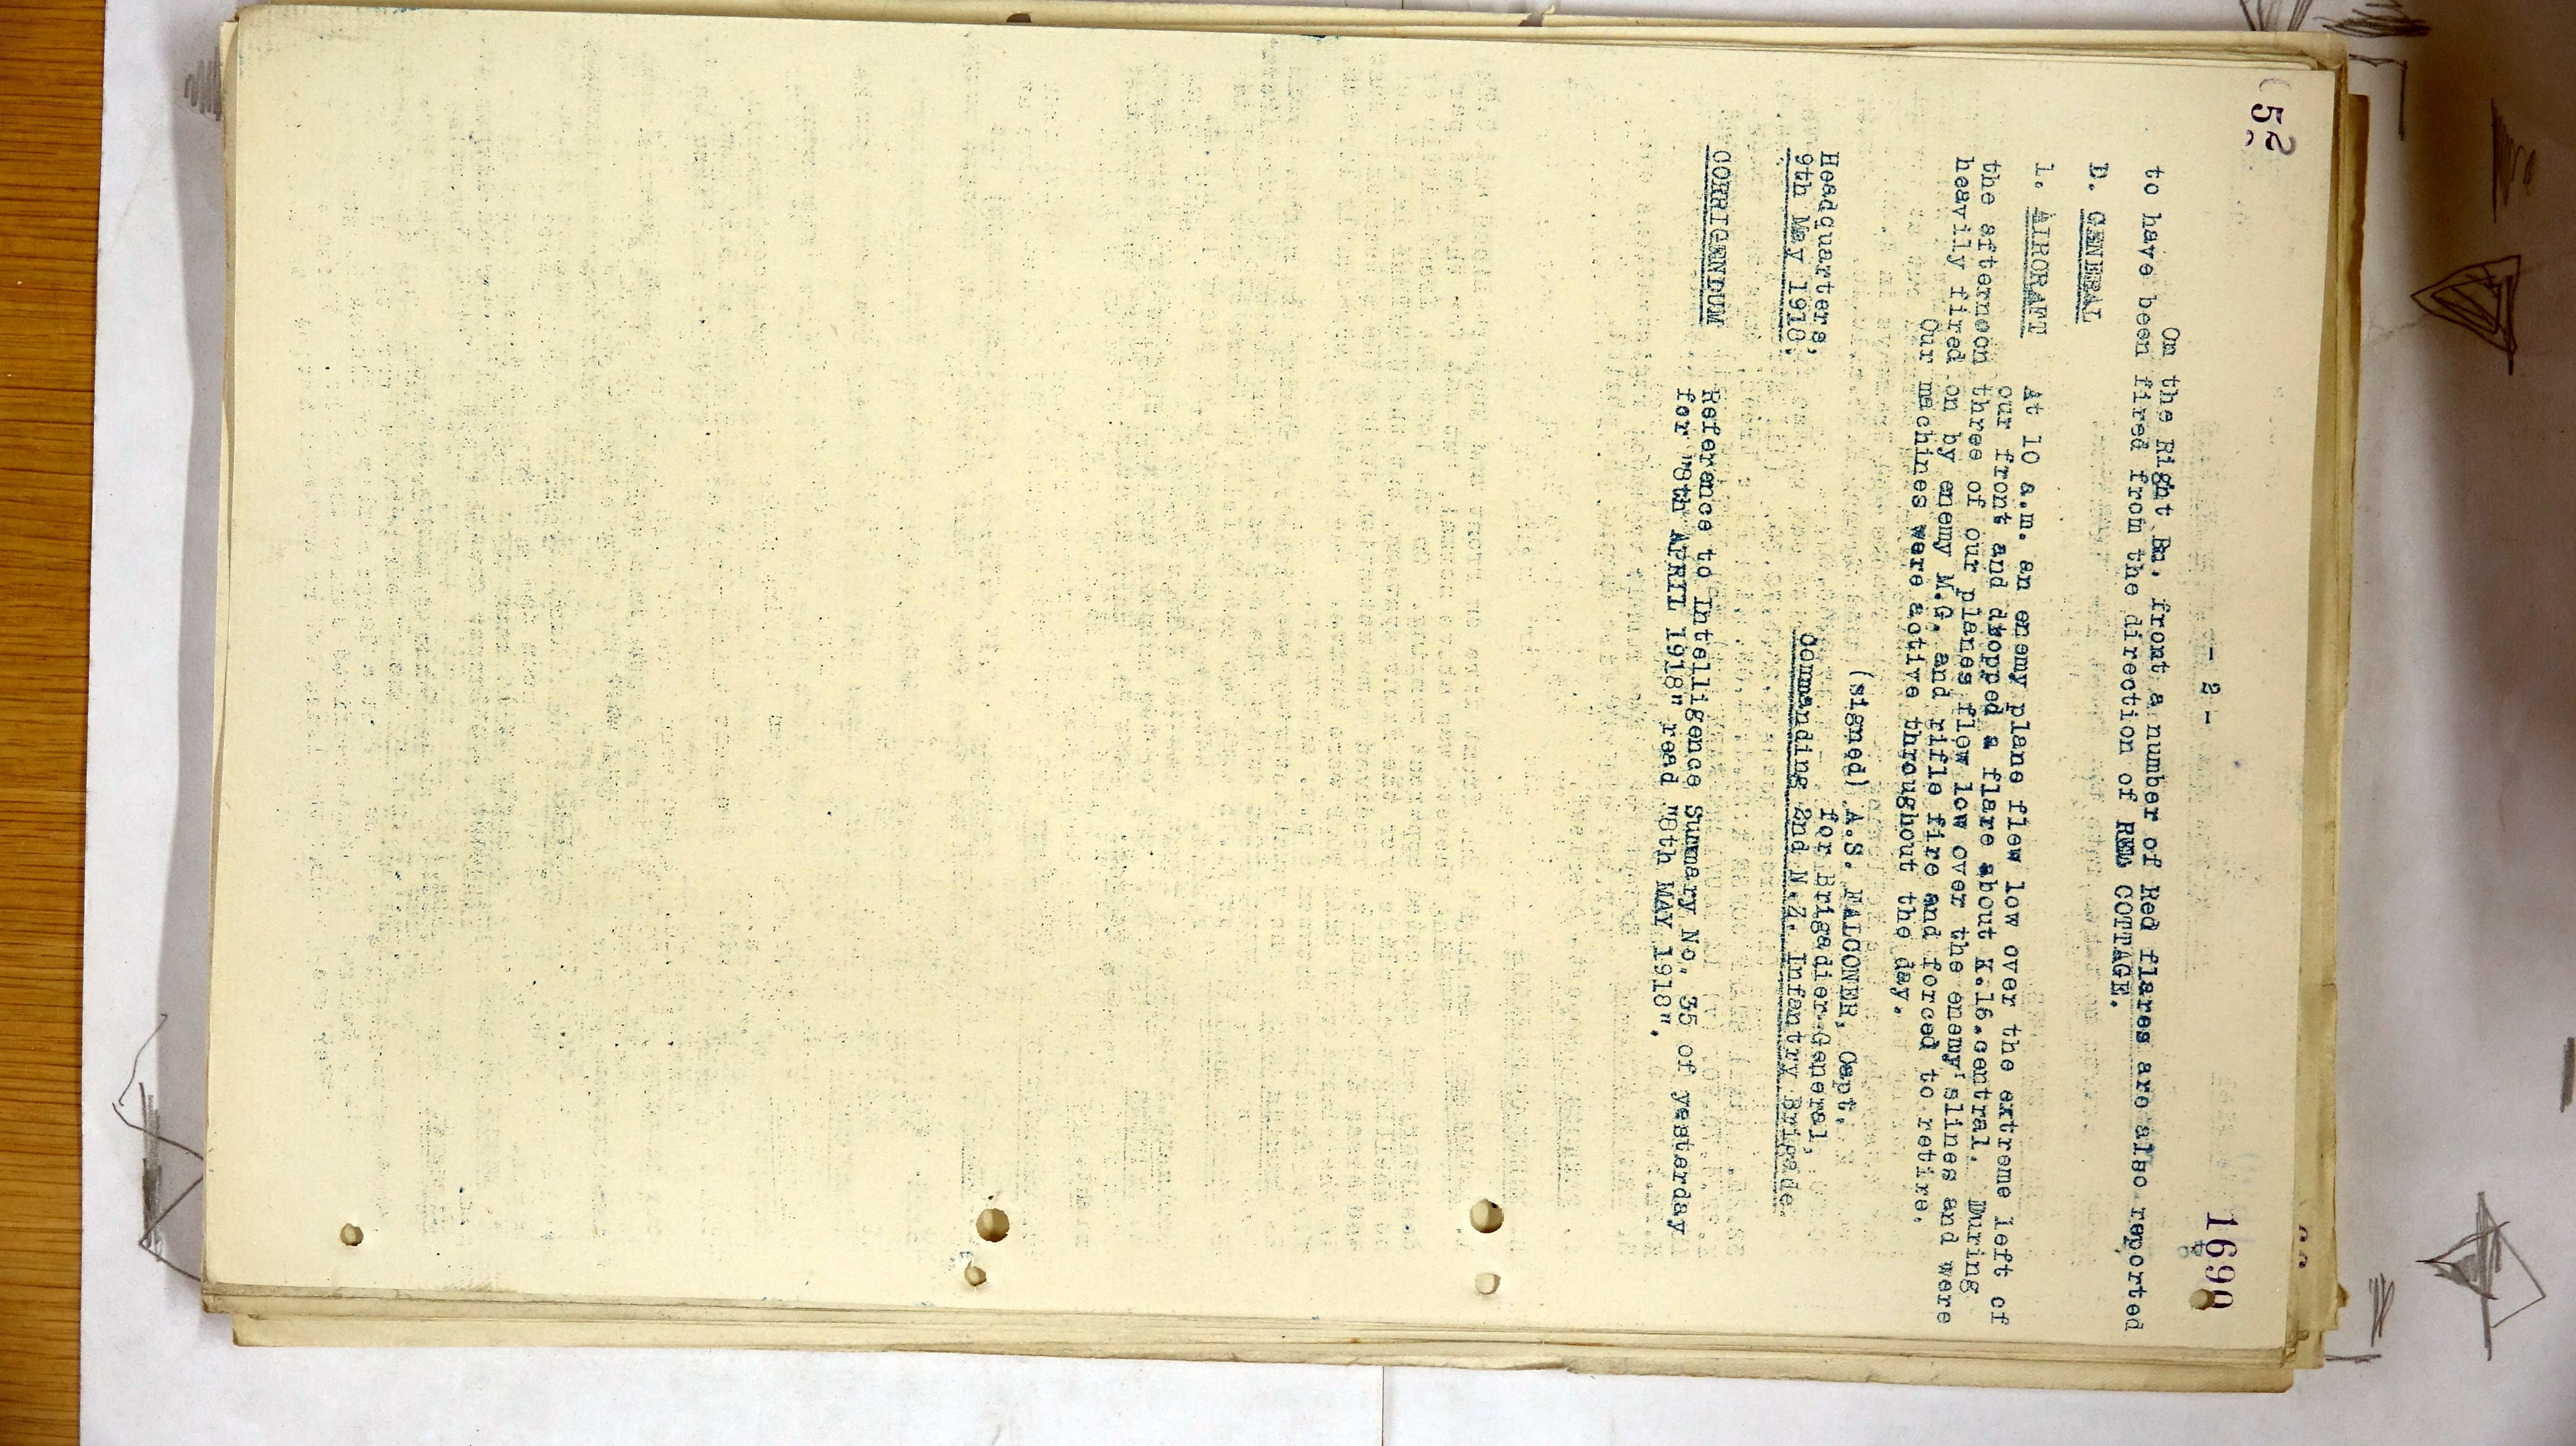 52
1699
- 2 -
On the Right Bn. front a number of Red flares are also reported
to have been fired from the direction of RED COTTAGE.
D. GENERAL
1. AIRCRAFT At 10 a.m. an enemy plane flew low over the extreme left of
our front and dropped a flare about K.16.central. During
the afternoon three of our planes flew low over the enemy'slines and were
heavily fired on by enemy M.G. and rifle fire and forced to retire.
Our machines were active throughout the day.
(signed) A.S. FALCONER, Capt.
Headquarters, for Brigadier-General,
9th May 1918. Commanding 2nd N.Z. Infantry Brigade
CORRIGENDUM Reference to Intelligence Summary No. 35 of yesterday
for "8th APRIL 1918" read "8th MAY 1918".